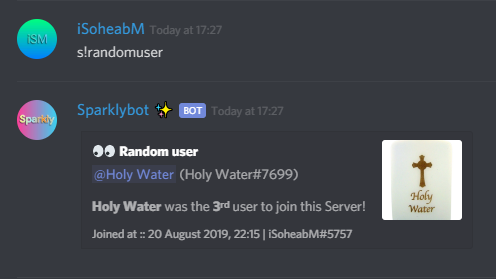 iSM
iSoheabM Today at 17:27
s!randomuser
Sparkly
Sparklybot ✨ BOT Today at 17:27
👀 Random user
@Holy Water (Holy Water#7699)
Holy Water was the 3ʳᵈ user to join this Server!
Holy
Water
Joined at :: 20 August 2019, 22:15 | iSoheabM#5757